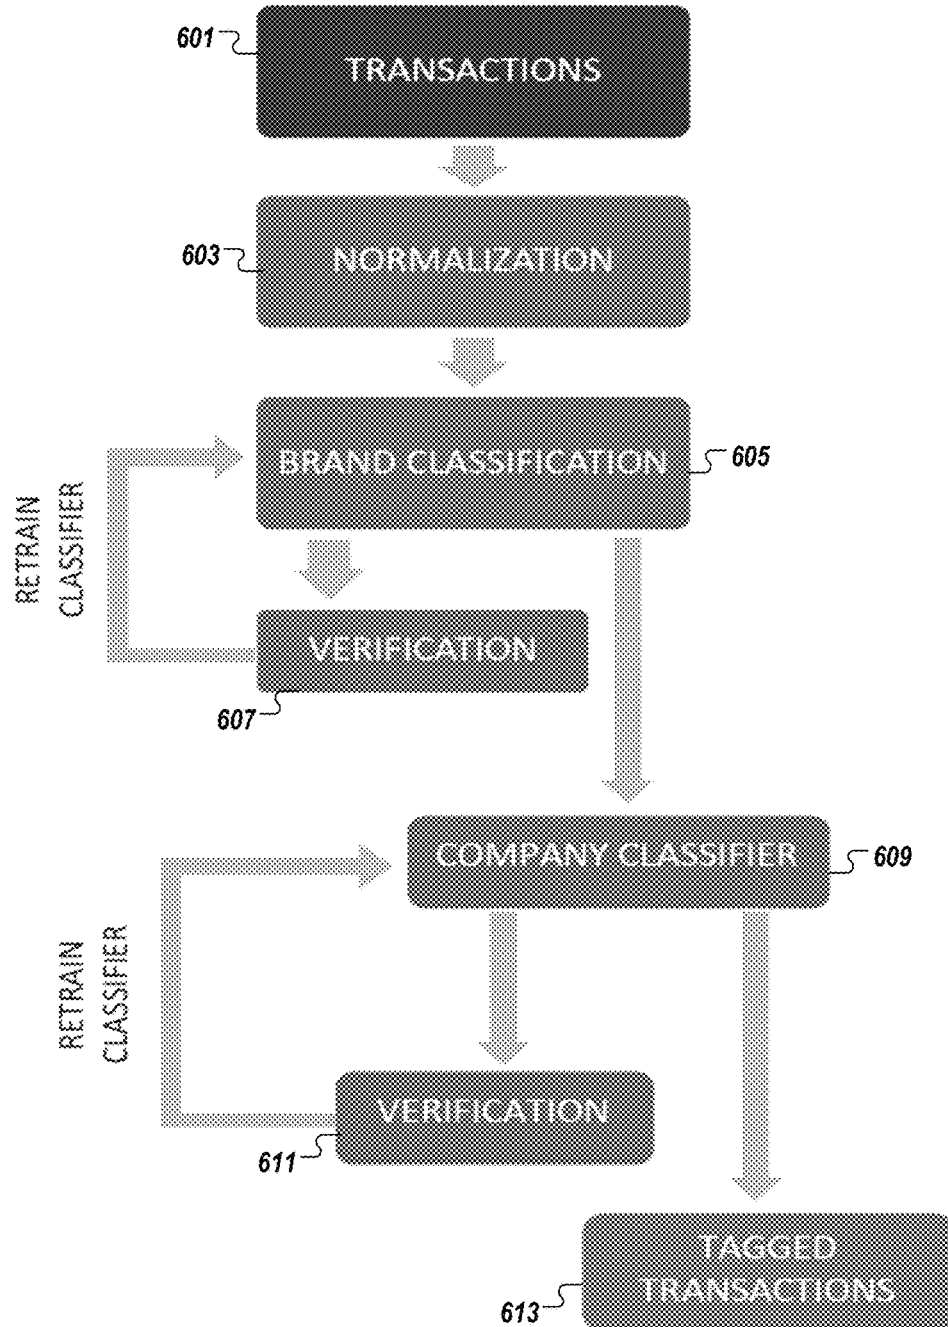 601
TRANSACTIONS
603
NORMALIZATION
BRAND CLASSIFICATION
605
RETRAIN
CLASSIFIER
VERIFICATION
607
COMPANY CLASSIFIER
609
RETRAIN
CLASSIFIER
VERIFICATION
611
TAGGED
TRANSACTIONS
613